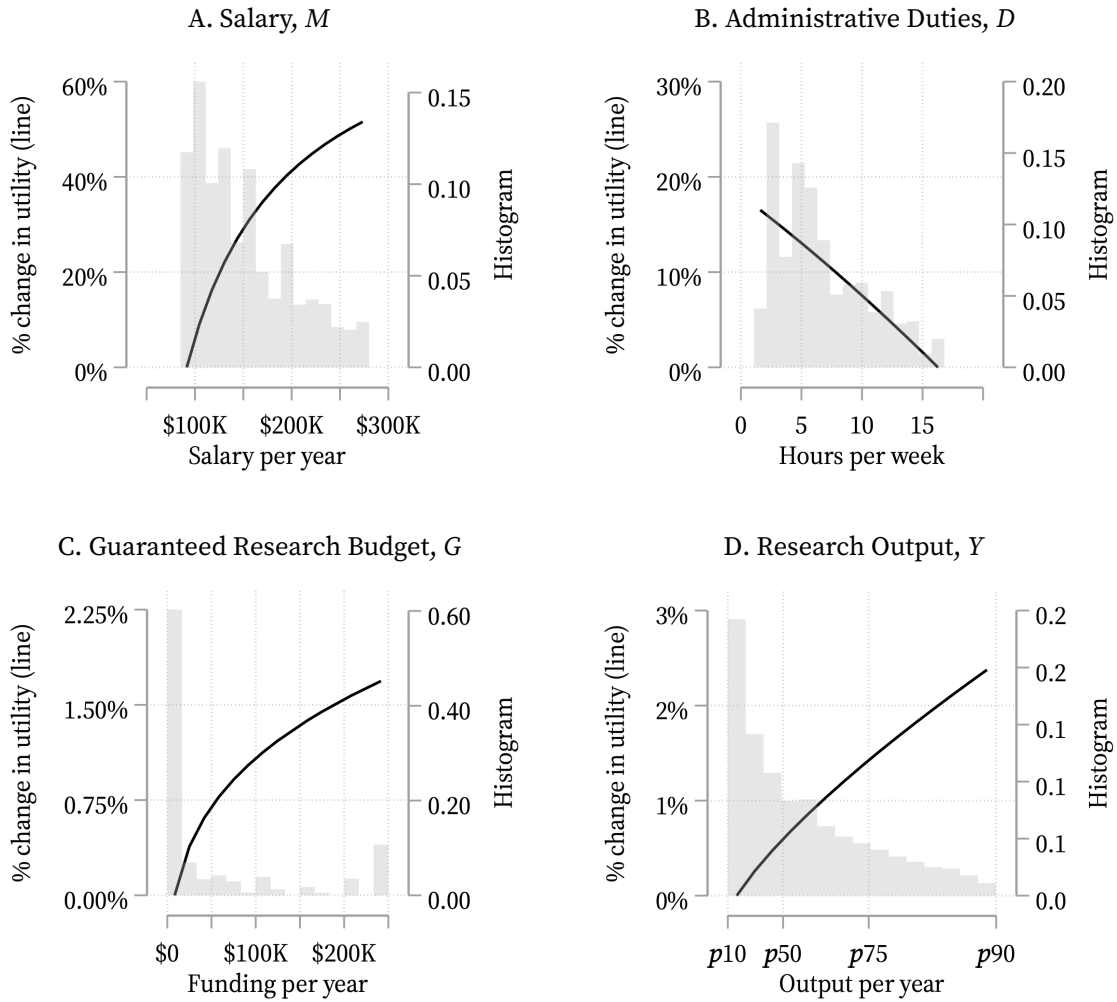 A. Salary, M
% change in utility (line)
60%
40%
20%
0%
0.15
0.10
0.05
0.00
Histogram
$100K $200K $300K
Salary per year
B. Administrative Duties, D
% change in utility (line)
30%
20%
10%
0%
0.20
0.15
0.10
0.05
0.00
Histogram
0 5 10 15
Hours per week
C. Guaranteed Research Budget, G
% change in utility (line)
2.25%
1.50%
0.75%
0.00%
0.60
0.40
0.20
0.00
Histogram
$0 $100K $200K
Funding per year
D. Research Output, Y
% change in utility (line)
3%
2%
1%
0%
0.2
0.2
0.1
0.1
0.1
0.0
Histogram
p10 p50 p75 p90
Output per year